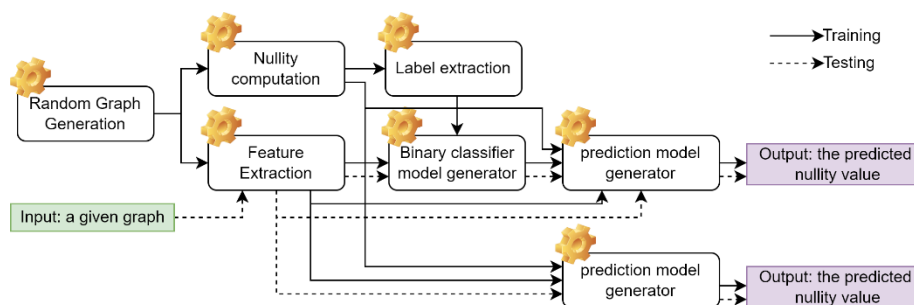 Nullity
computation
Label extraction
Training
Testing
Random Graph
Generation
Feature
Extraction
Binary classifier
model generator
prediction model
generator
Output: the predicted
nullity value
Input: a given graph
prediction model
generator
Output: the predicted
nullity value